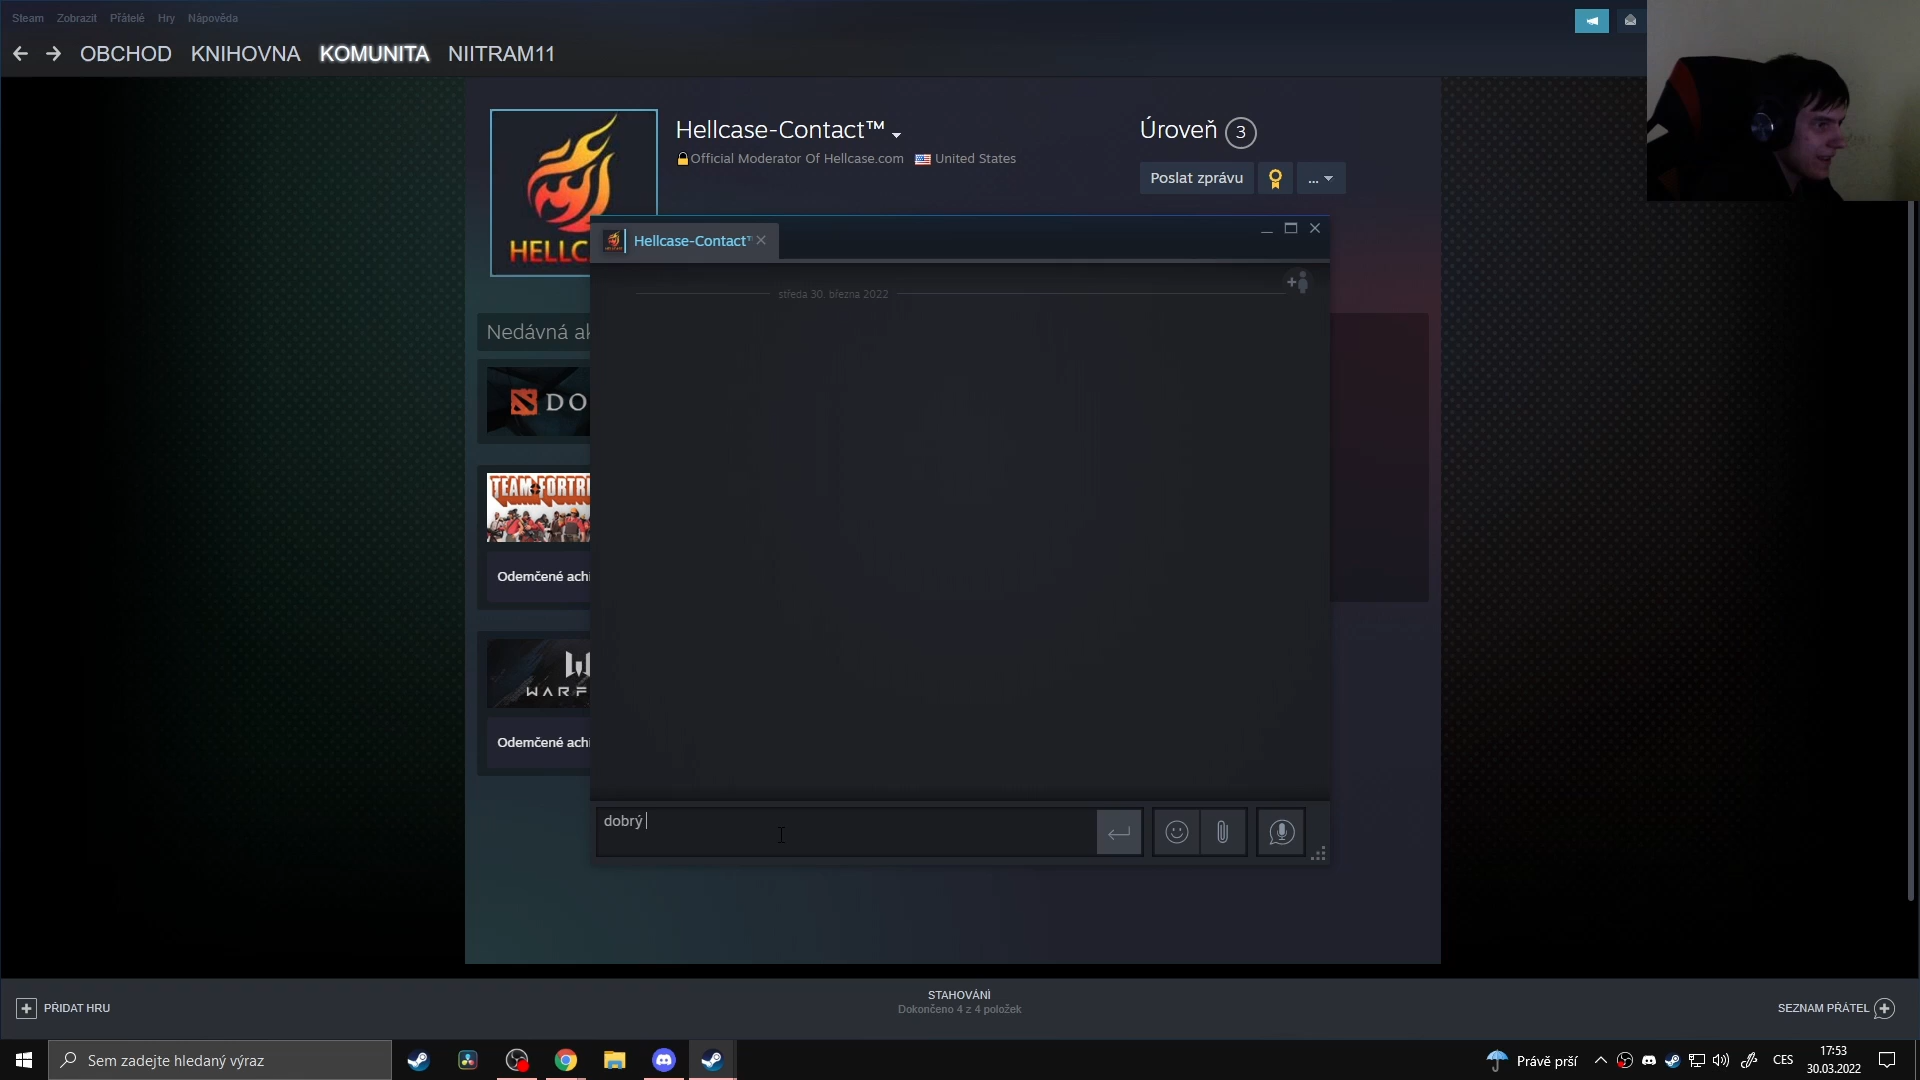 Steam Zobrazit Přátelé Hry Nápověda
OBCHOD KNIHOVNA KOMUNITA NIITRAM11
Hellcase-Contact™
Official Moderator Of Hellcase.com United States
Úroveň 3
Poslat zprávu
...
HELLC
Hellcase-Contact™
středa 30. března 2022
Nedávná ak
DO
TEAM FORTR
Odemčené achi
WARF
Odemčené achi
dobrý
PŘIDAT HRU
STAHOVÁNÍ
Dokončeno 4 z 4 položek
SEZNAM PŘÁTEL
Sem zadejte hledaný výraz
Právě prší
CES
17:53
30.03.2022